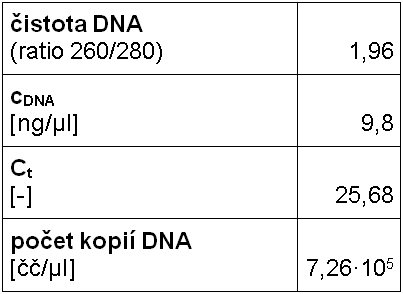 čistota DNA
(ratio 260/280) 1,96
cDNA
[ng/µl] 9,8
Ct
[-] 25,68
počet kopií DNA
[čč/µl] 7,26·10⁵